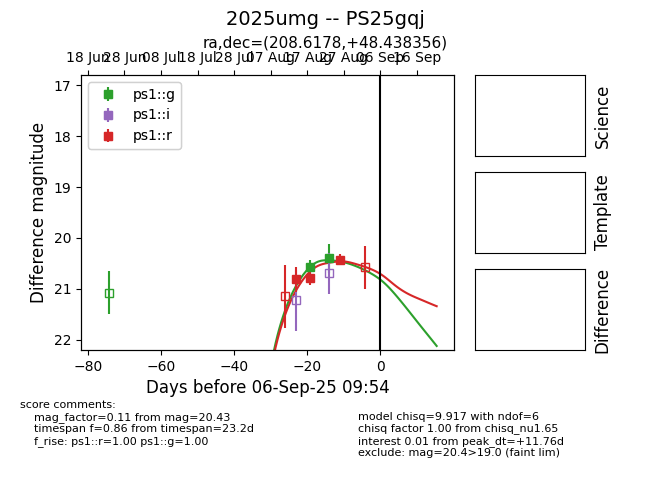 2025umg -- PS25gqj
ra,dec=(208.6178,+48.438356)
18 Jun 28 Jun 08 Jul 18 Jul 28 Jul 07 Aug 17 Aug 27 Aug 06 Sep 16 Sep
ps1::g
ps1::i
ps1::r
17
18
19
20
21
22
Difference magnitude
−80 −60 −40 −20 0
Days before 06-Sep-25 09:54
Science
Template
Difference
score comments:
mag_factor=0.11 from mag=20.43
timespan f=0.86 from timespan=23.2d
f_rise: ps1::r=1.00 ps1::g=1.00
model chisq=9.917 with ndof=6
chisq factor 1.00 from chisq_nu1.65
interest 0.01 from peak_dt=+11.76d
exclude: mag=20.4>19.0 (faint lim)